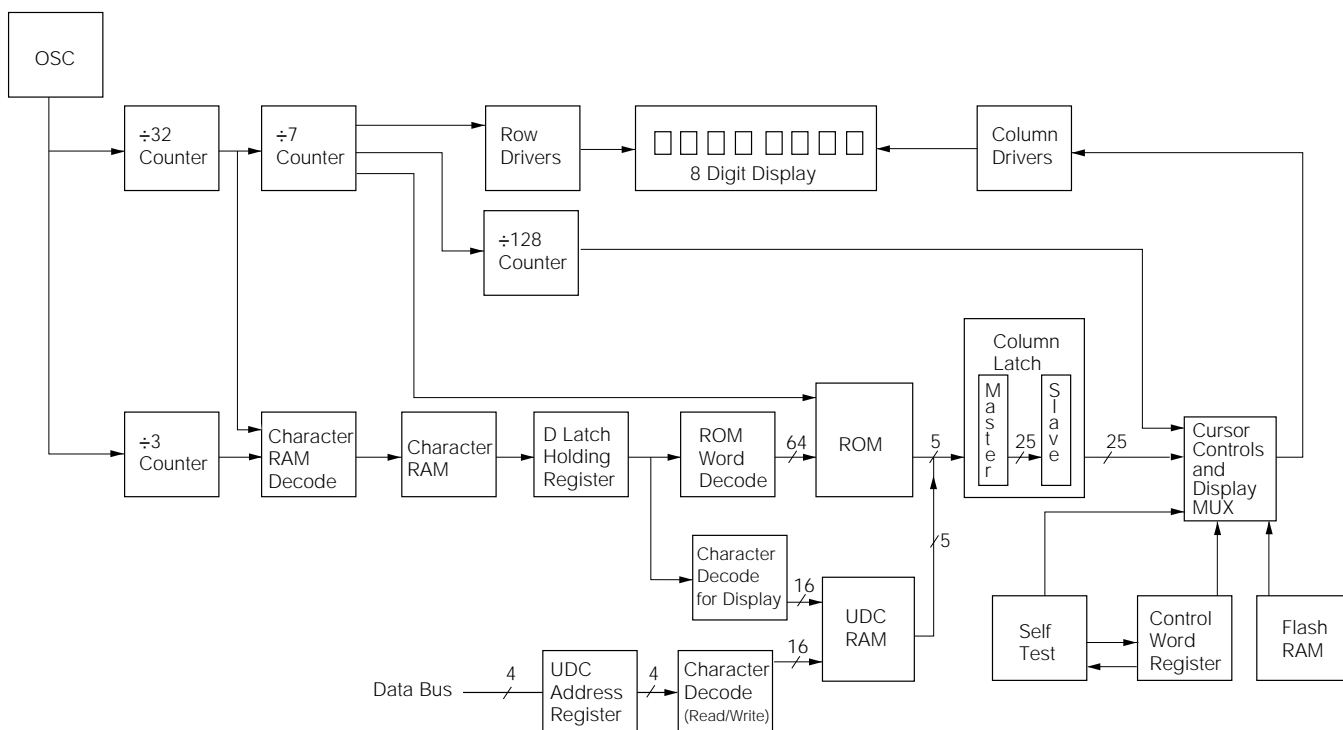 OSC
÷32
Counter
÷7
Counter
Row
Drivers
8 Digit Display
Column
Drivers
÷128
Counter
Column
Latch
Master
25
Slave
25
÷3
Counter
Character
RAM
Decode
Character
RAM
D Latch
Holding
Register
ROM
Word
Decode
64
ROM
5
Cursor
Controls
and
Display
MUX
Character
Decode
for Display
16
UDC
RAM
5
Data Bus
4
UDC
Address
Register
4
Character
Decode
(Read/Write)
16
Self
Test
Control
Word
Register
Flash
RAM